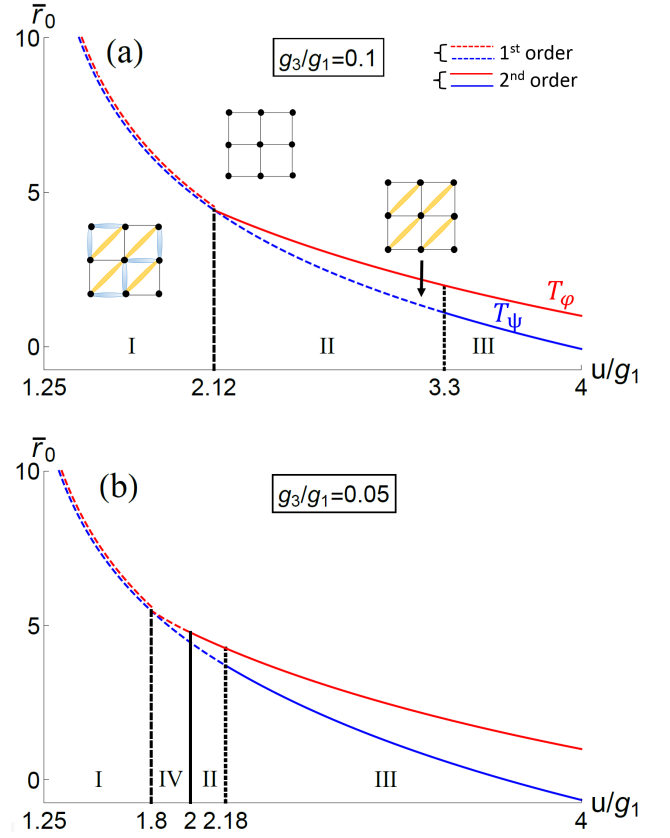 r̄₀
10
(a)
g₃/g₁=0.1
1ˢᵗ order
2ⁿᵈ order
5
T_φ
T_ψ
0
I
II
III
u/g₁
1.25
2.12
3.3
4
r̄₀
10
(b)
g₃/g₁=0.05
5
0
I
IV
II
III
u/g₁
1.25
1.8
2
2.18
4